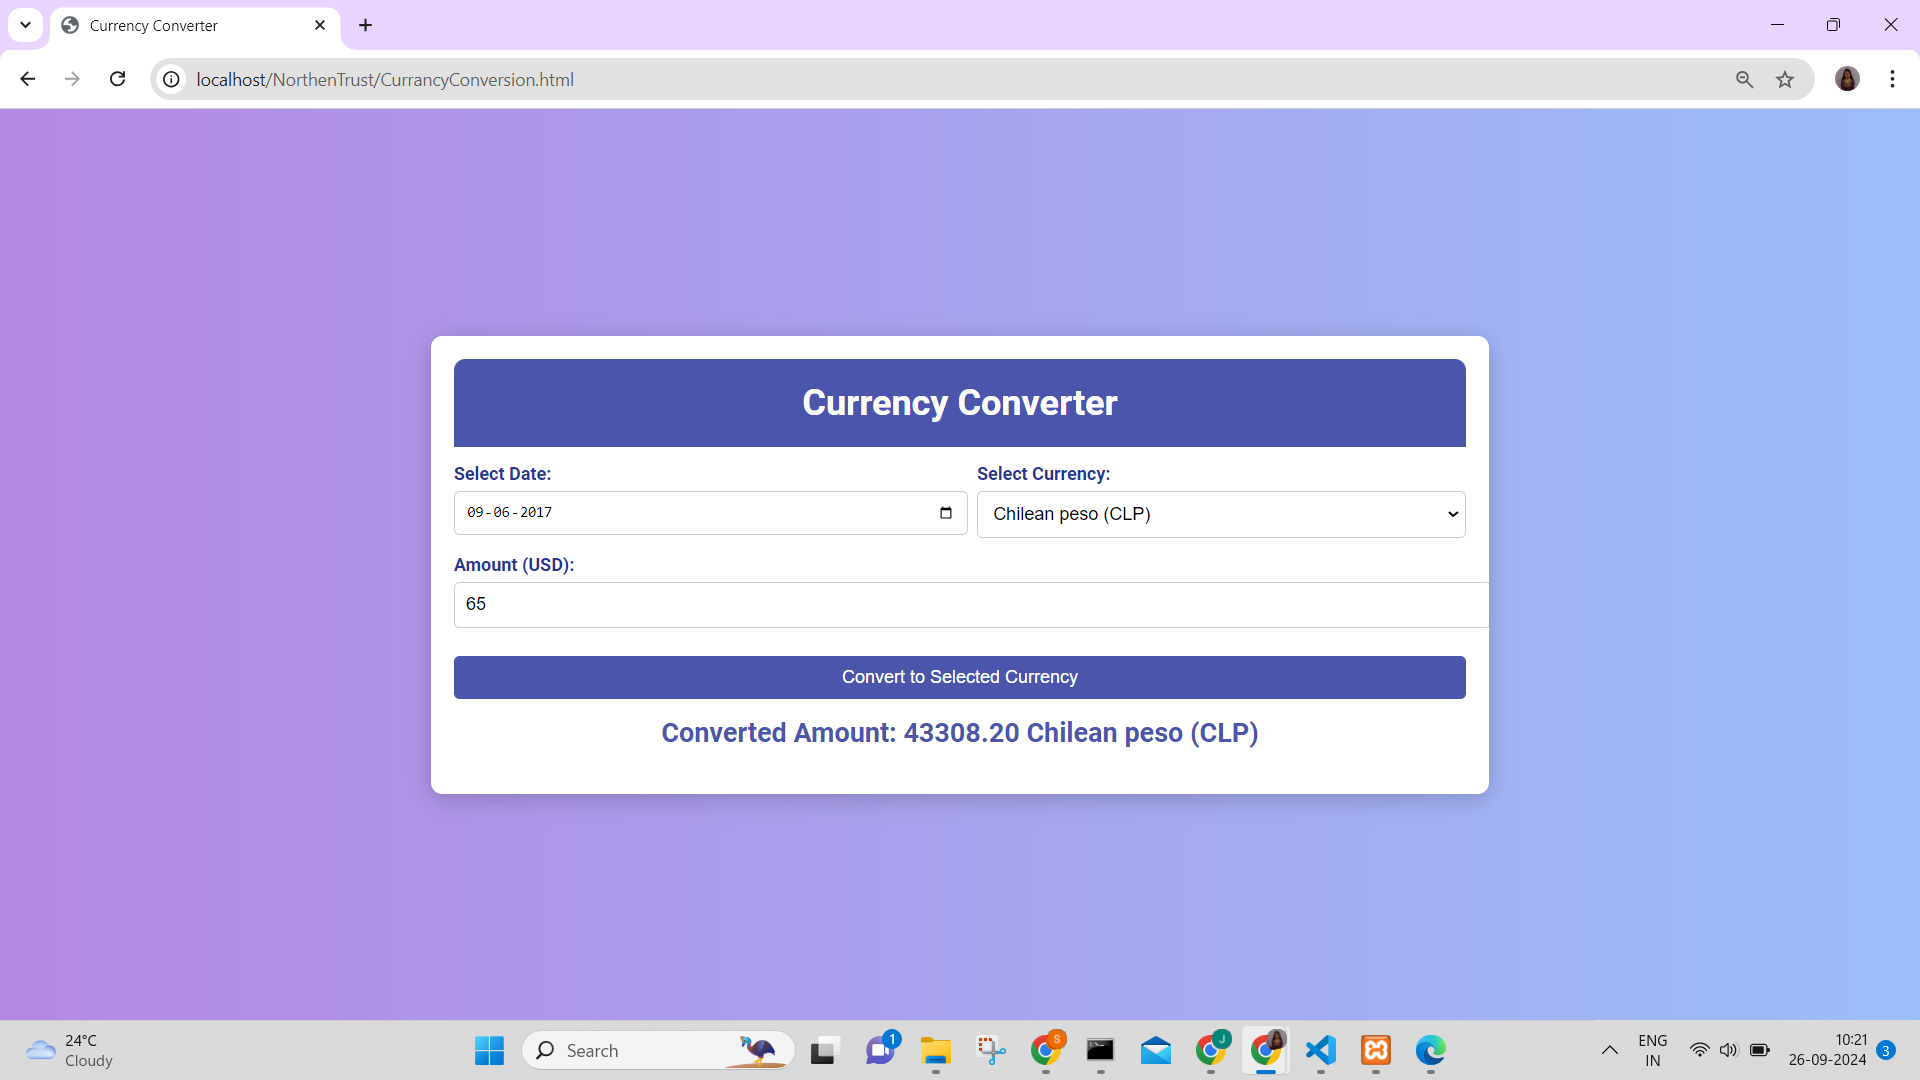 Currency Converter
localhost/NorthenTrust/CurrancyConversion.html
Currency Converter
Select Date:
Select Currency:
09-06-2017
Chilean peso (CLP)
Amount (USD):
65
Convert to Selected Currency
Converted Amount: 43308.20 Chilean peso (CLP)
24°C
Cloudy
Search
1
S
J
ENG
IN
10:21
26-09-2024
3